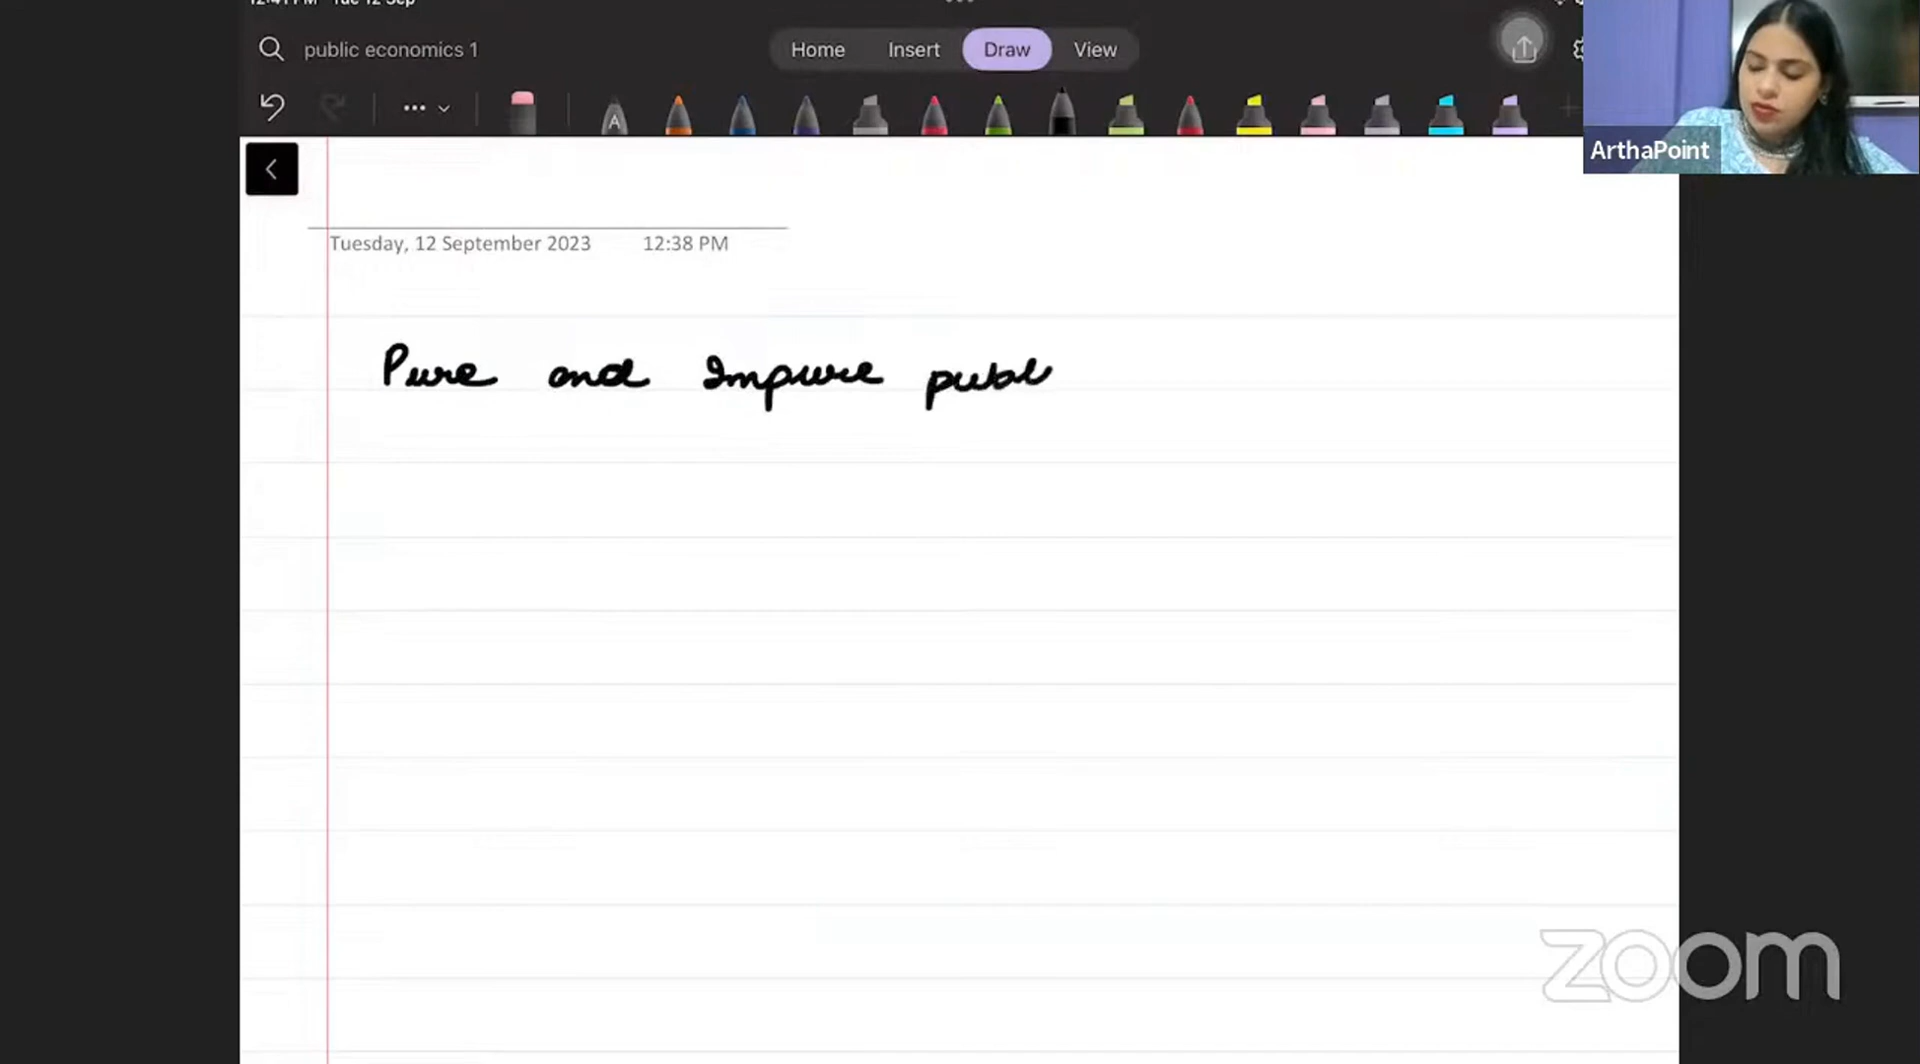 public economics 1
Home Insert Draw View
A
ArthaPoint
Tuesday, 12 September 2023 12:38 PM
Pure and Impure publ
zoom